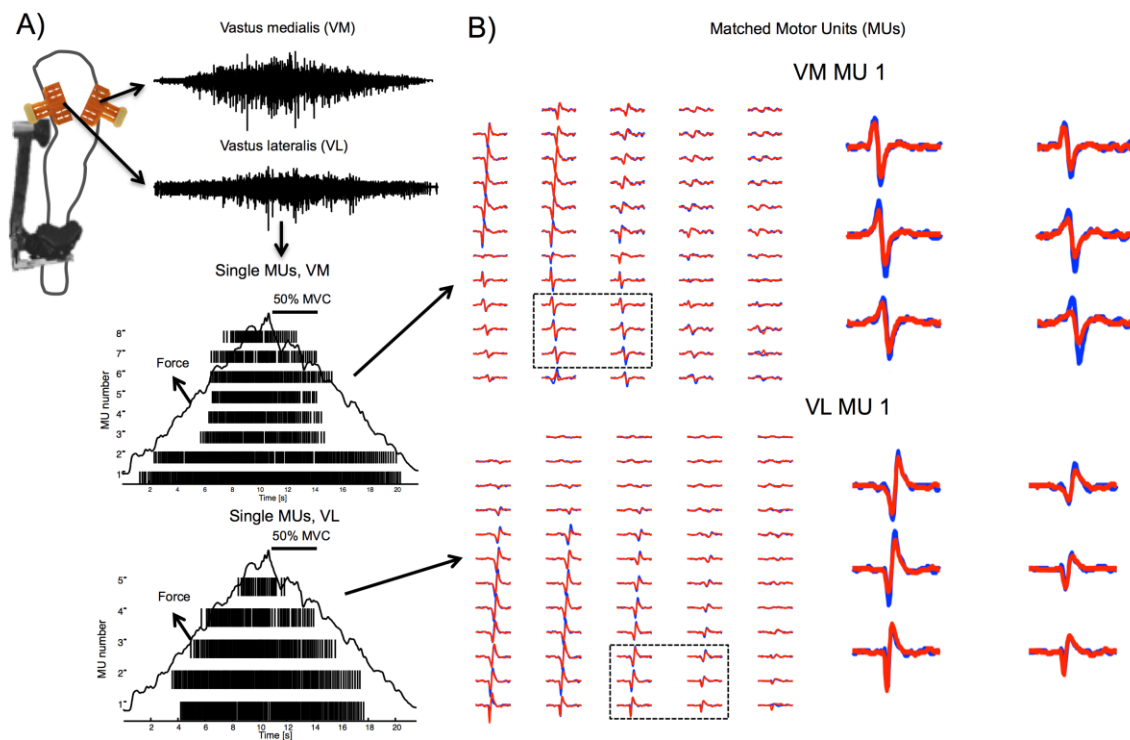 A)
Vastus medialis (VM)
Vastus lateralis (VL)
Single MUs, VM
50% MVC
Force
MU number
8
7
6
5
4
3
2
1
2 4 6 8 10 12 14 16 18 20
Time [s]
Single MUs, VL
50% MVC
Force
MU number
5
4
3
2
1
2 4 6 8 10 12 14 16 18 20
Time [s]
B)
Matched Motor Units (MUs)
VM MU 1
VL MU 1